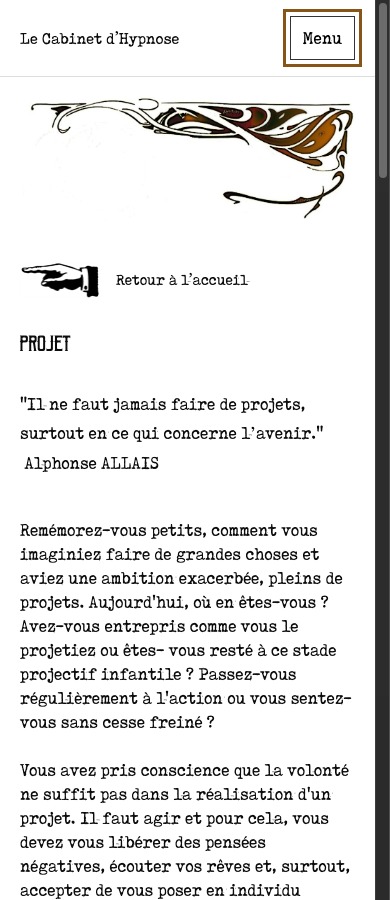 Le Cabinet d'Hypnose
Menu
Retour à l'accueil
PROJET
"Il ne faut jamais faire de projets,
surtout en ce qui concerne l'avenir."
Alphonse ALLAIS
Remémorez-vous petits, comment vous
imaginiez faire de grandes choses et
aviez une ambition exacerbée, pleins de
projets. Aujourd'hui, où en êtes-vous ?
Avez-vous entrepris comme vous le
projetiez ou êtes- vous resté à ce stade
projectif infantile ? Passez-vous
régulièrement à l'action ou vous sentez-
vous sans cesse freiné ?
Vous avez pris conscience que la volonté
ne suffit pas dans la réalisation d'un
projet. Il faut agir et pour cela, vous
devez vous libérer des pensées
négatives, écouter vos rêves et, surtout,
accepter de vous poser en individu